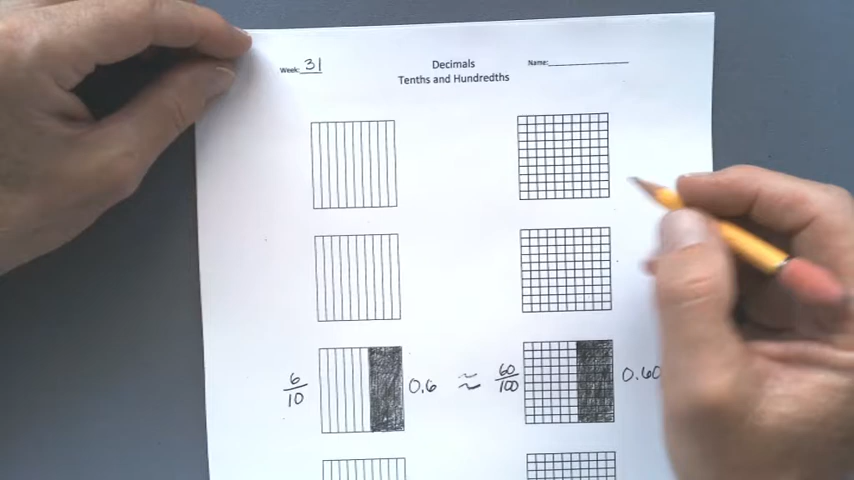 Week: 31
Decimals
Name:
Tenths and Hundredths
6/10 0.6 ≈ 60/100 0.60